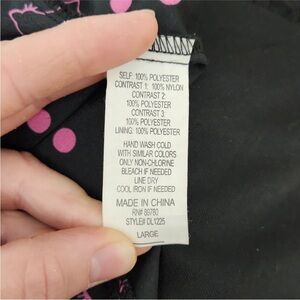 SELF: 100% POLYESTER
CONTRAST 1: 100% NYLON
CONTRAST 2:
100% POLYESTER
CONTRAST 3:
100% POLYESTER
LINING: 100% POLYESTER
HAND WASH COLD
WITH SIMILAR COLORS
ONLY NON-CHLORINE
BLEACH IF NEEDED
LINE DRY
COOL IRON IF NEEDED
MADE IN CHINA
RN# 80780
STYLE# DL1225
LARGE